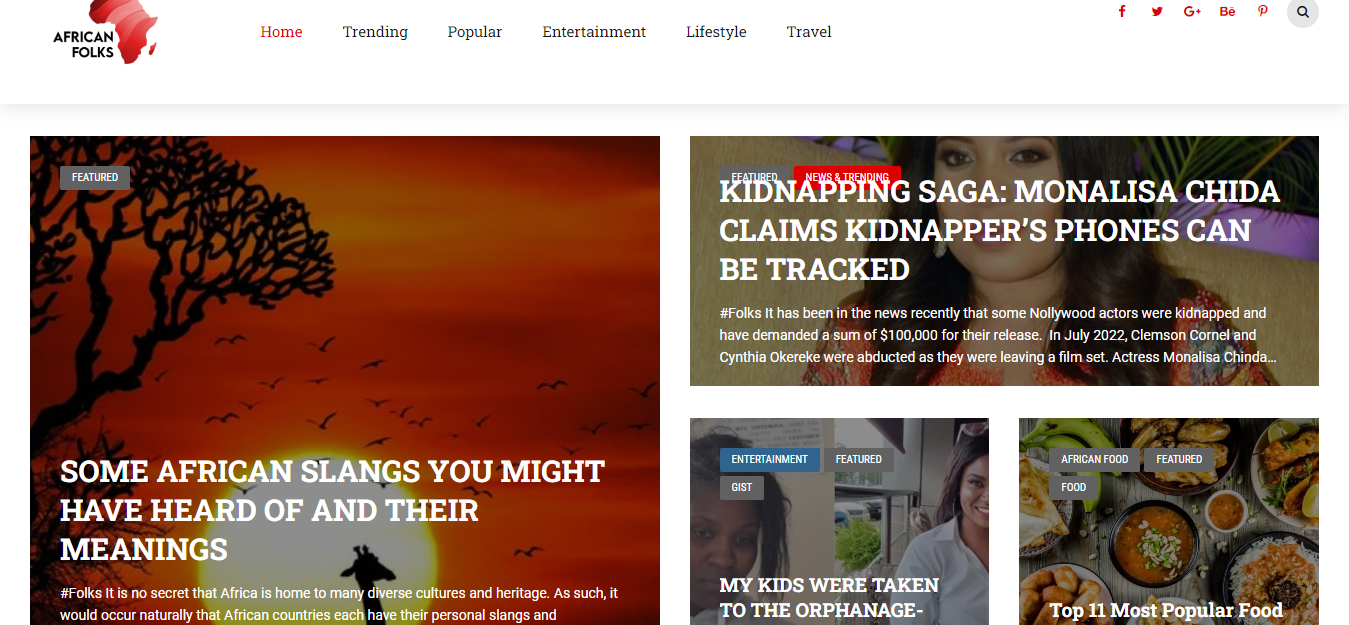 AFRICAN
FOLKS
Home
Trending
Popular
Entertainment
Lifestyle
Travel
G+
Bē
FEATURED
SOME AFRICAN SLANGS YOU MIGHT
HAVE HEARD OF AND THEIR
MEANINGS
#Folks It is no secret that Africa is home to many diverse cultures and heritage. As such, it
would occur naturally that African countries each have their personal slangs and
FEATURED
NEWS & TRENDING
KIDNAPPING SAGA: MONALISA CHIDA
CLAIMS KIDNAPPER’S PHONES CAN
BE TRACKED
#Folks It has been in the news recently that some Nollywood actors were kidnapped and
have demanded a sum of $100,000 for their release. In July 2022, Clemson Cornel and
Cynthia Okereke were abducted as they were leaving a film set. Actress Monalisa Chinda...
ENTERTAINMENT
FEATURED
GIST
MY KIDS WERE TAKEN
TO THE ORPHANAGE-
AFRICAN FOOD
FEATURED
FOOD
Top 11 Most Popular Food